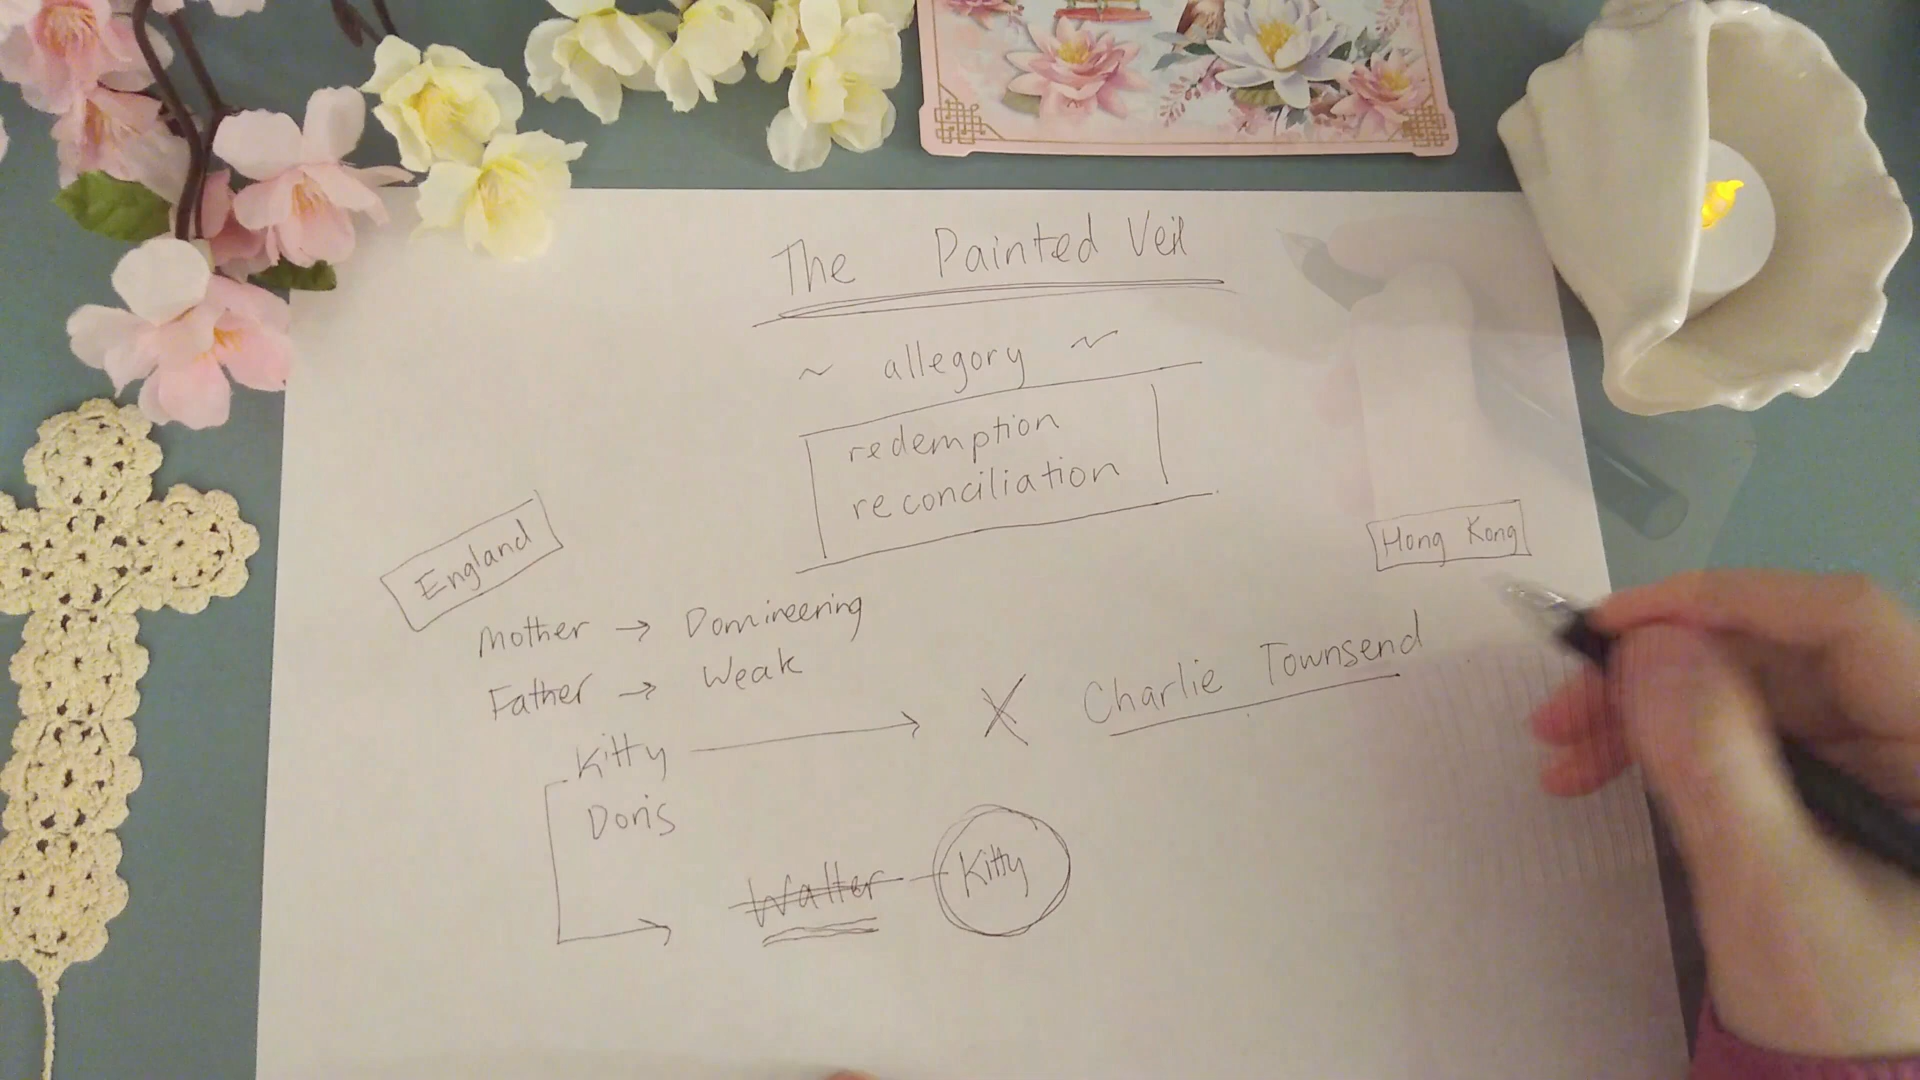 The Painted Veil
~ allegory ~
redemption
reconciliation
England
Hong Kong
Mother → Domineering
Father → Weak
Kitty → X Charlie Townsend
Doris
Walter - Kitty